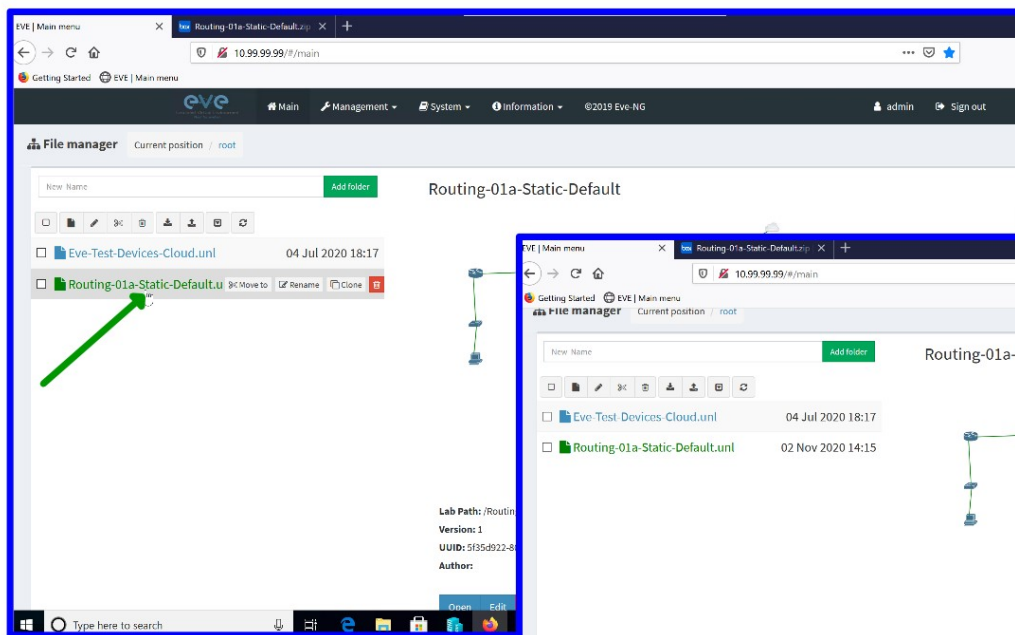 EVE | Main menu
Routing-01a-Static-Default.zip
10.99.99.99/#/main
Getting Started
EVE | Main menu
eve
Main
Management
System
Information
©2019 Eve-NG
admin
Sign out
File manager
Current position / root
New Name
Add folder
Routing-01a-Static-Default
Eve-Test-Devices-Cloud.unl
04 Jul 2020 18:17
Routing-01a-Static-Default.u
Move to
Rename
Clone
Lab Path: /Routin
Version: 1
UUID: 5f35d922-8
Author:
Open
Edit
Type here to search
EVE | Main menu
Routing-01a-Static-Default.zip
10.99.99.99/#/main
Getting Started
EVE | Main menu
File manager
Current position / root
New Name
Add folder
Routing-01a-
Eve-Test-Devices-Cloud.unl
04 Jul 2020 18:17
Routing-01a-Static-Default.unl
02 Nov 2020 14:15